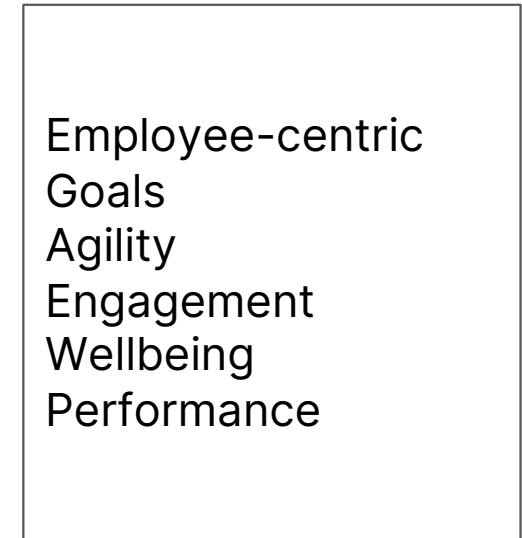 Employee-centric
Goals
Agility
Engagement
Wellbeing
Performance